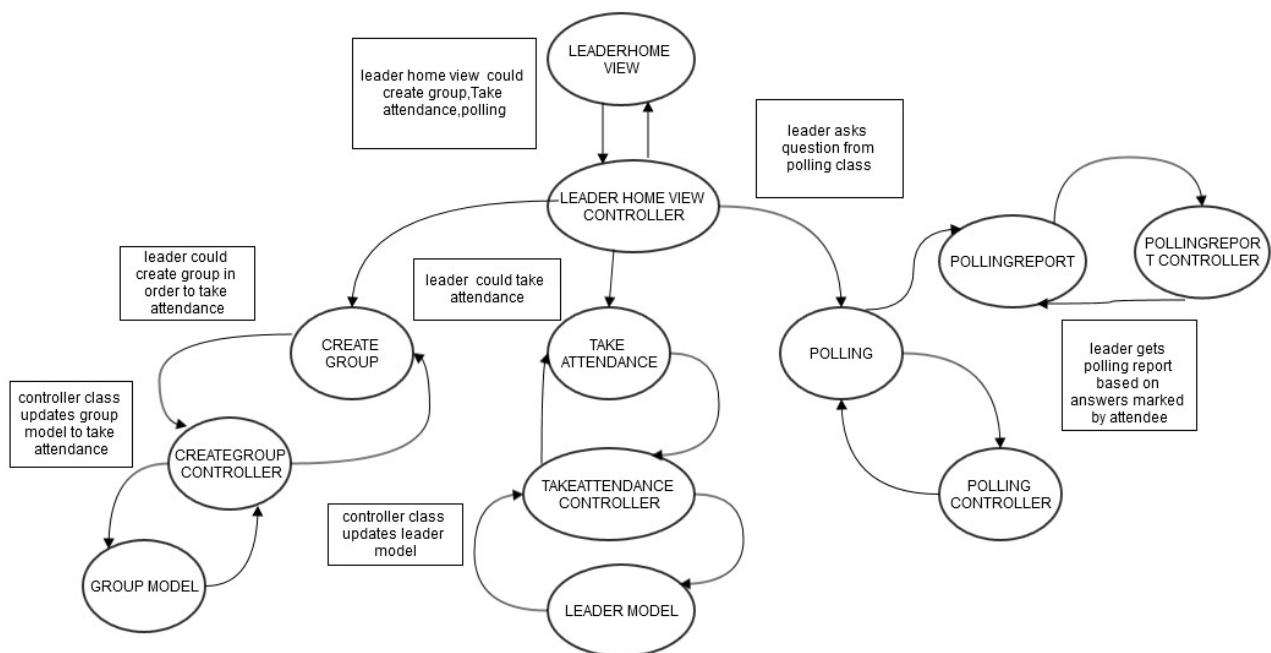 LEADERHOME
VIEW
leader home view could
create group,Take
attendance,polling
leader asks
question from
polling class
LEADER HOME VIEW
CONTROLLER
POLLINGREPORT
POLLINGREPOR
T CONTROLLER
leader could
create group in
order to take
attendance
leader could take
attendance
CREATE
GROUP
TAKE
ATTENDANCE
POLLING
leader gets
polling report
based on
answers marked
by attendee
controller class
updates group
model to take
attendance
CREATEGROUP
CONTROLLER
TAKEATTENDANCE
CONTROLLER
POLLING
CONTROLLER
controller class
updates leader
model
GROUP MODEL
LEADER MODEL